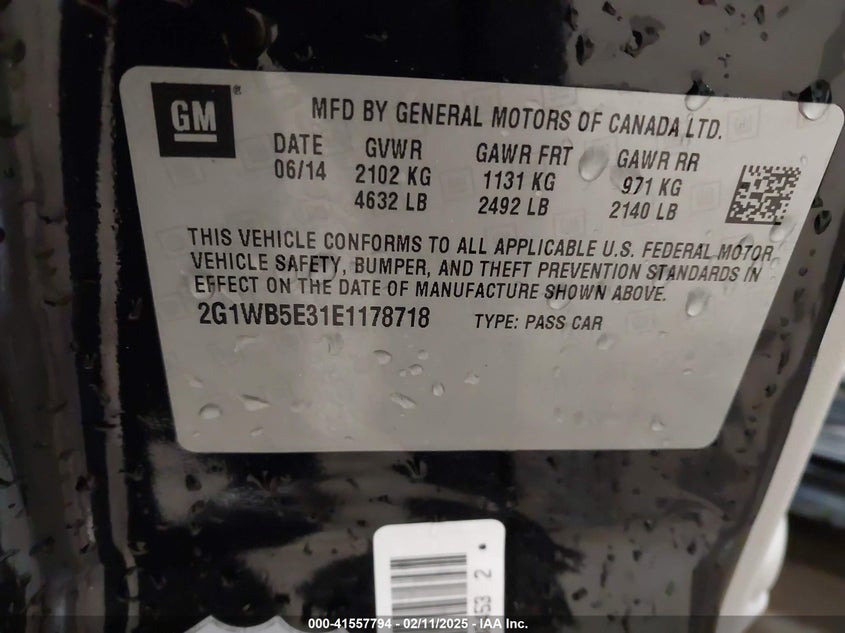 GM®
MFD BY GENERAL MOTORS OF CANADA LTD.
DATE GVWR GAWR FRT GAWR RR
06/14 2102 KG 1131 KG 971 KG
4632 LB 2492 LB 2140 LB
THIS VEHICLE CONFORMS TO ALL APPLICABLE U.S. FEDERAL MOTOR
VEHICLE SAFETY, BUMPER, AND THEFT PREVENTION STANDARDS IN
EFFECT ON THE DATE OF MANUFACTURE SHOWN ABOVE.
2G1WB5E31E1178718 TYPE: PASS CAR
000-41557794 - 02/11/2025 - IAAI.COM